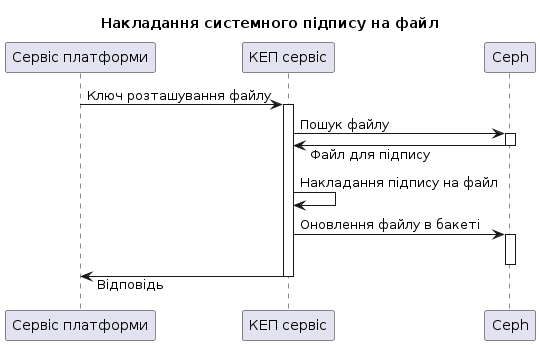 Накладання системного підпису на файл
Сервіс платформи
КЕП сервіс
Ceph
Ключ розташування файлу
Пошук файлу
Файл для підпису
Накладання підпису на файл
Оновлення файлу в бакеті
Відповідь
Сервіс платформи
КЕП сервіс
Ceph